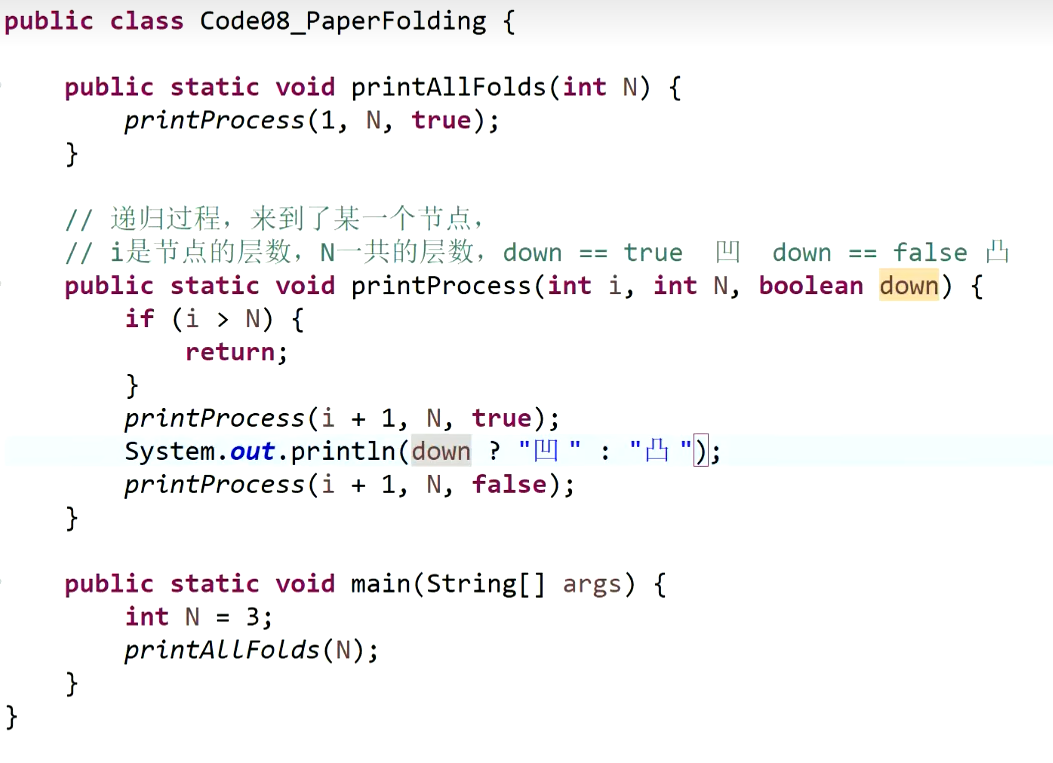 public class Code08_PaperFolding {
public static void printAllFolds(int N) {
printProcess(1, N, true);
}
// 递归过程，来到了某一个节点，
// i是节点的层数，N一共的层数，down == true 凹 down == false 凸
public static void printProcess(int i, int N, boolean down) {
if (i > N) {
return;
}
printProcess(i + 1, N, true);
System.out.println(down ? "凹 " : "凸 ");
printProcess(i + 1, N, false);
}
public static void main(String[] args) {
int N = 3;
printAllFolds(N);
}
}